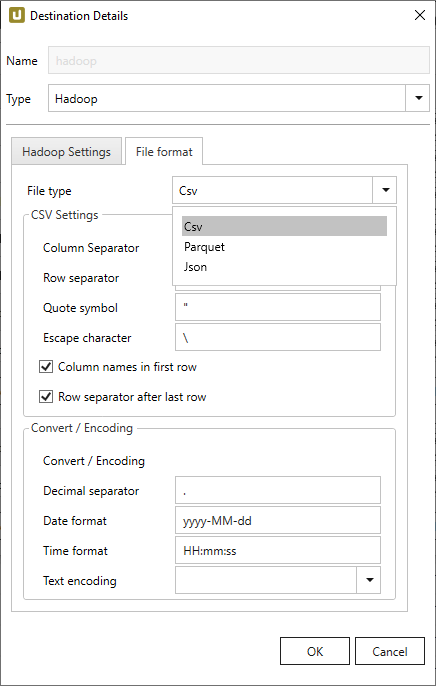 Destination Details
Name hadoop
Type Hadoop
Hadoop Settings File format
File type Csv
Csv
Parquet
Json
CSV Settings
Column Separator
Row separator
Quote symbol "
Escape character \
Column names in first row
Row separator after last row
Convert / Encoding
Convert / Encoding
Decimal separator .
Date format yyyy-MM-dd
Time format HH:mm:ss
Text encoding
OK Cancel